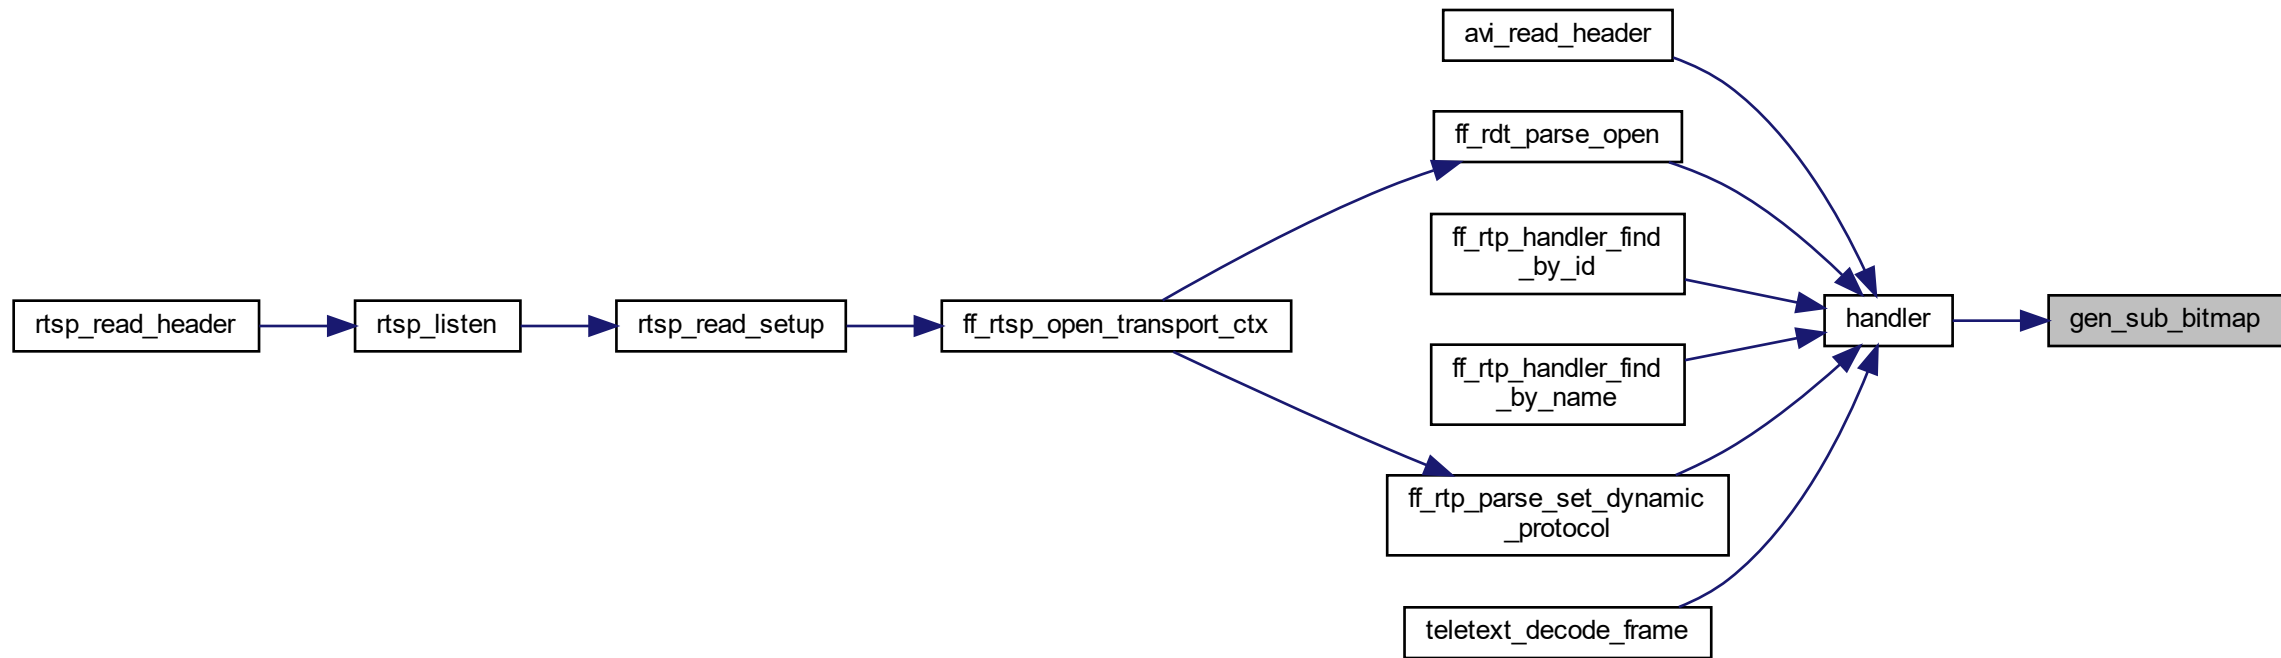 avi_read_header
ff_rdt_parse_open
ff_rtp_handler_find
_by_id
rtsp_read_header
rtsp_listen
rtsp_read_setup
ff_rtsp_open_transport_ctx
handler
gen_sub_bitmap
ff_rtp_handler_find
_by_name
ff_rtp_parse_set_dynamic
_protocol
teletext_decode_frame